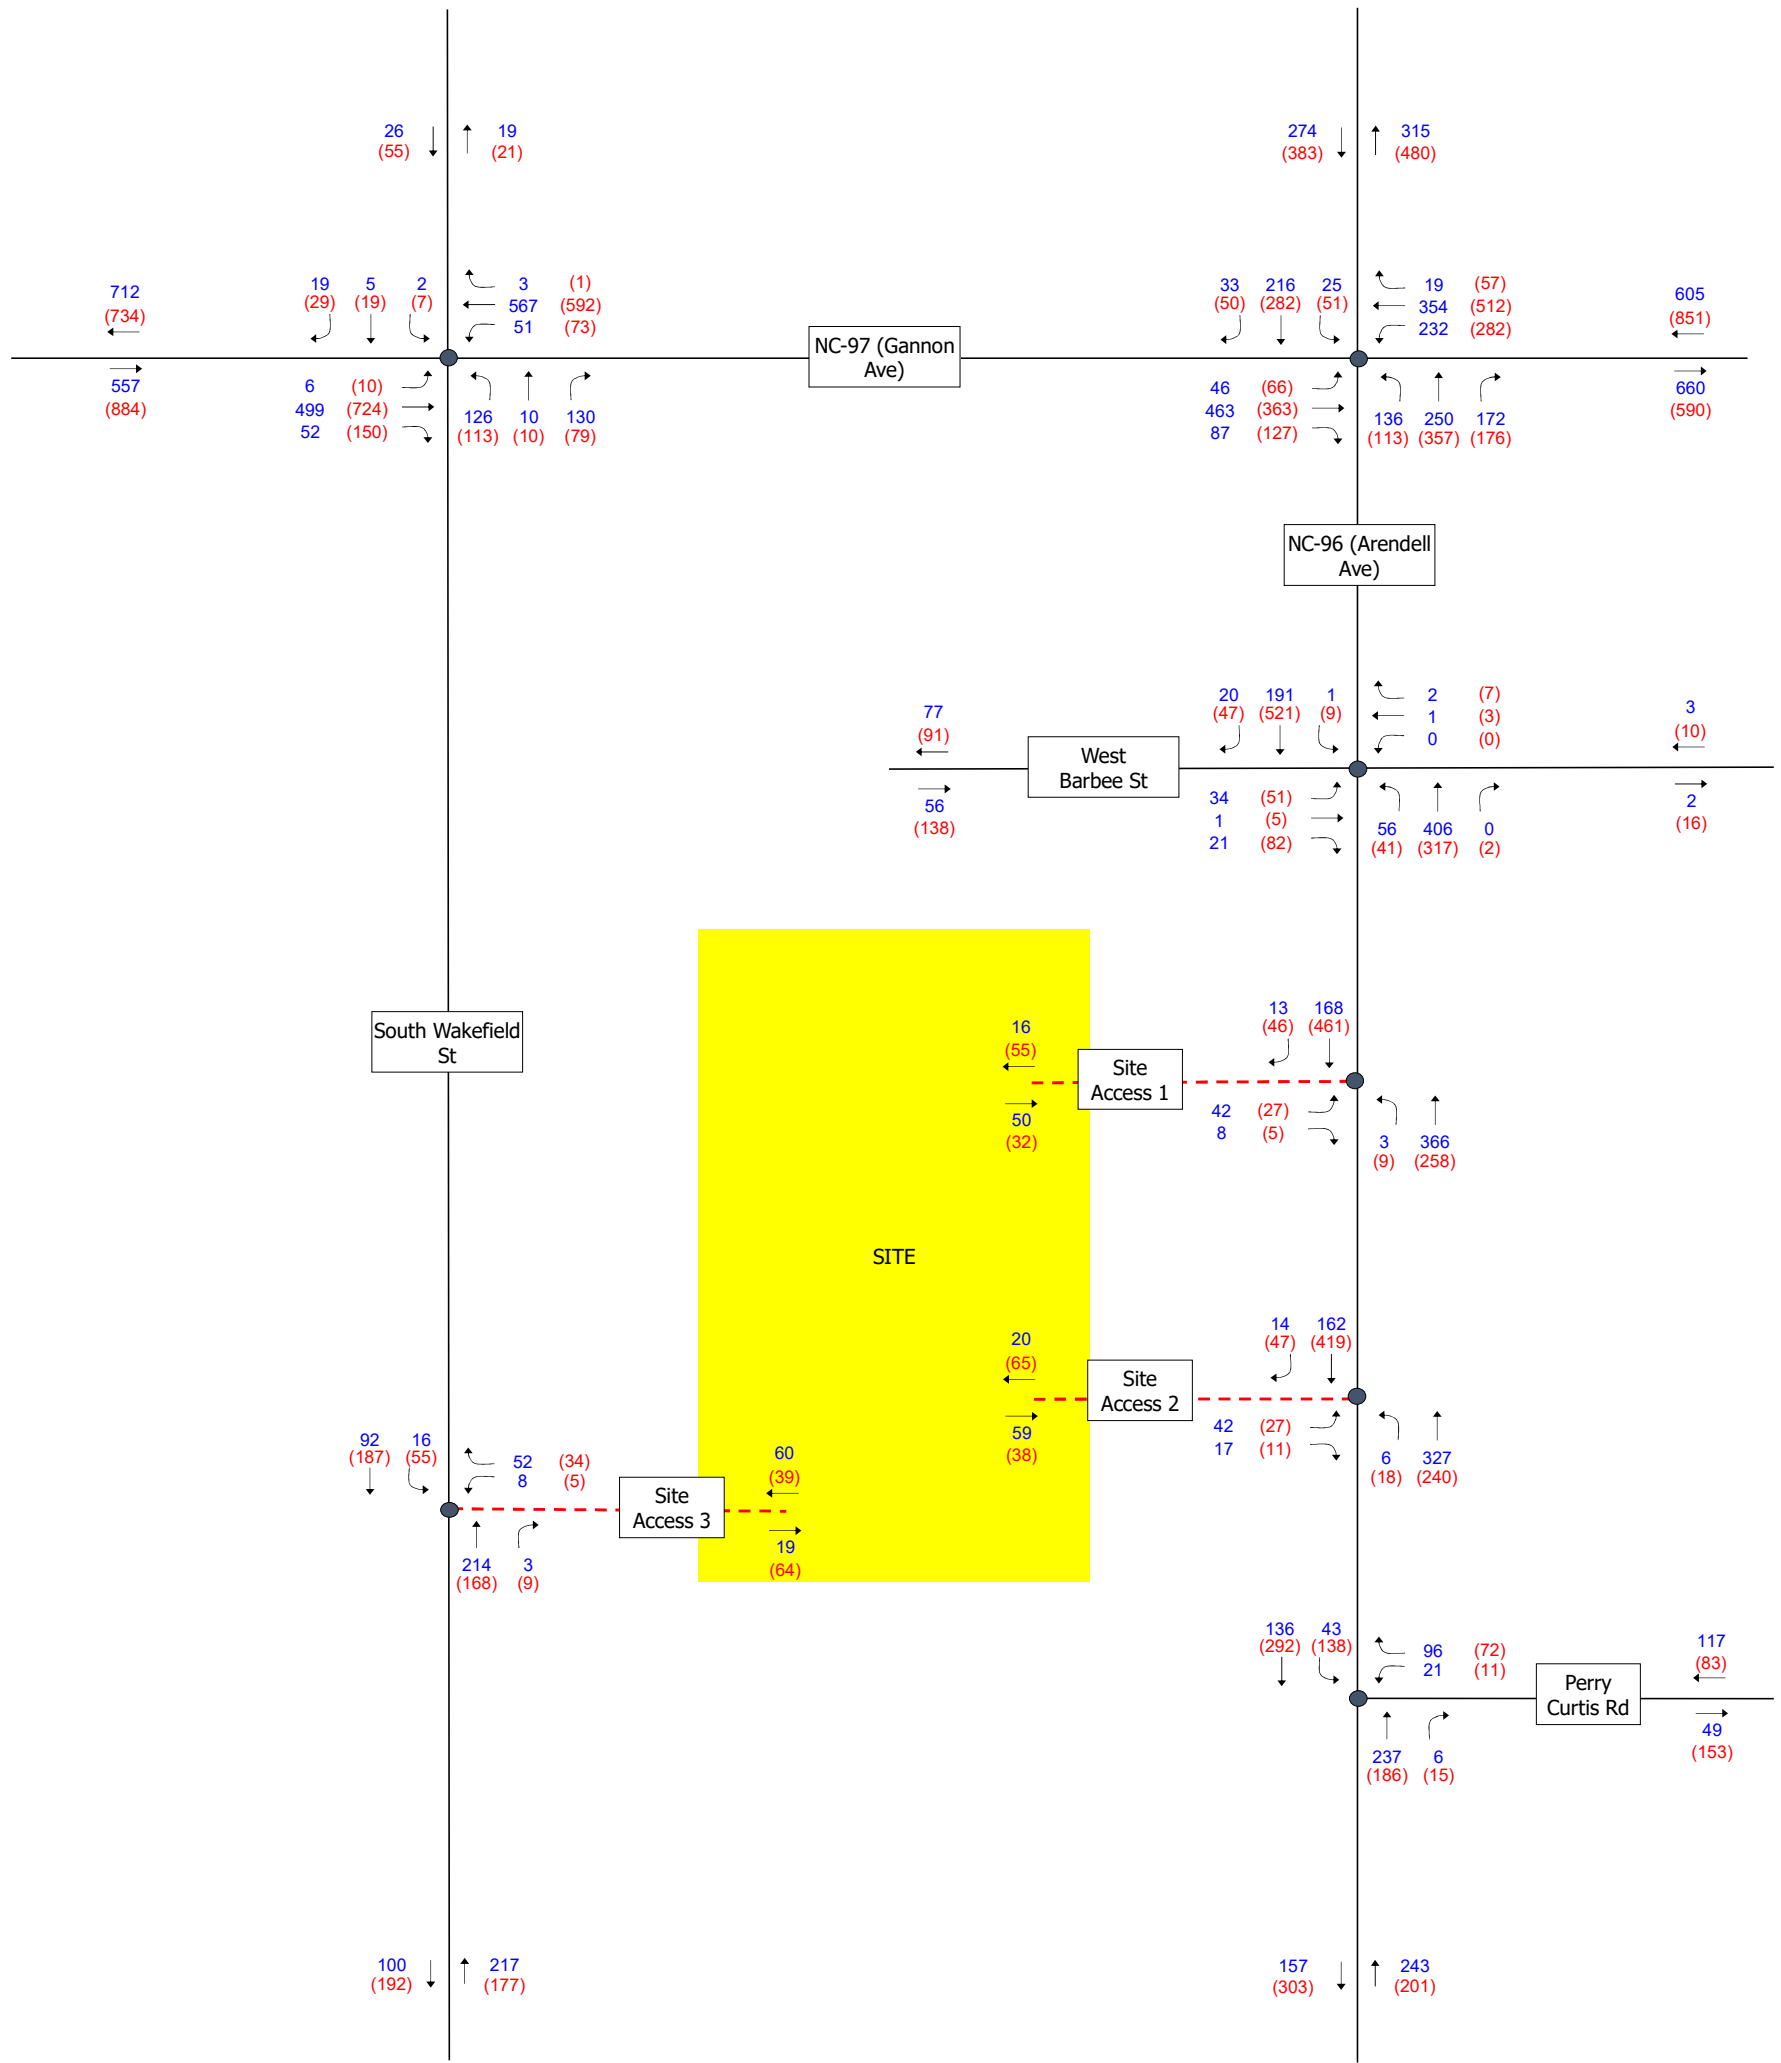 26 19 274 315
(55) (21) (383) (480)
712 19 5 2 3 (1) 33 216 25 19 (57) 605
(734) (29) (19) (7) 567 (592) (50) (282) (51) 354 (512) (851)
51 (73) 232 (282)
NC-97 (Gannon
Ave)
557 6 (10) 46 (66) 660
(884) 499 (724) 126 10 130 463 (363) 136 250 172 (590)
52 (150) (113) (10) (79) 87 (127) (113) (357) (176)
NC-96 (Arendell
Ave)
77 20 191 1 2 (7) 3
(91) (47) (521) (9) 1 (3) (10)
0 (0)
West
Barbee St
56 34 (51) 2
(138) 1 (5) 56 406 0 (16)
21 (82) (41) (317) (2)
South Wakefield
St
16 13 168
(55) (46) (461)
Site
Access 1
50 42 (27)
(32) 8 (5) 3 366
(9) (258)
SITE
20 14 162
(65) (47) (419)
Site
Access 2
59 42 (27)
(38) 17 (11) 6 327
(18) (240)
92 16 52 (34) 60
(187) (55) 8 (5) (39)
Site
Access 3
214 3 19
(168) (9) (64)
136 43 96 (72) 117
(292) (138) 21 (11) (83)
Perry
Curtis Rd
237 6 49
(186) (15) (153)
100 217 157 243
(192) (177) (303) (201)